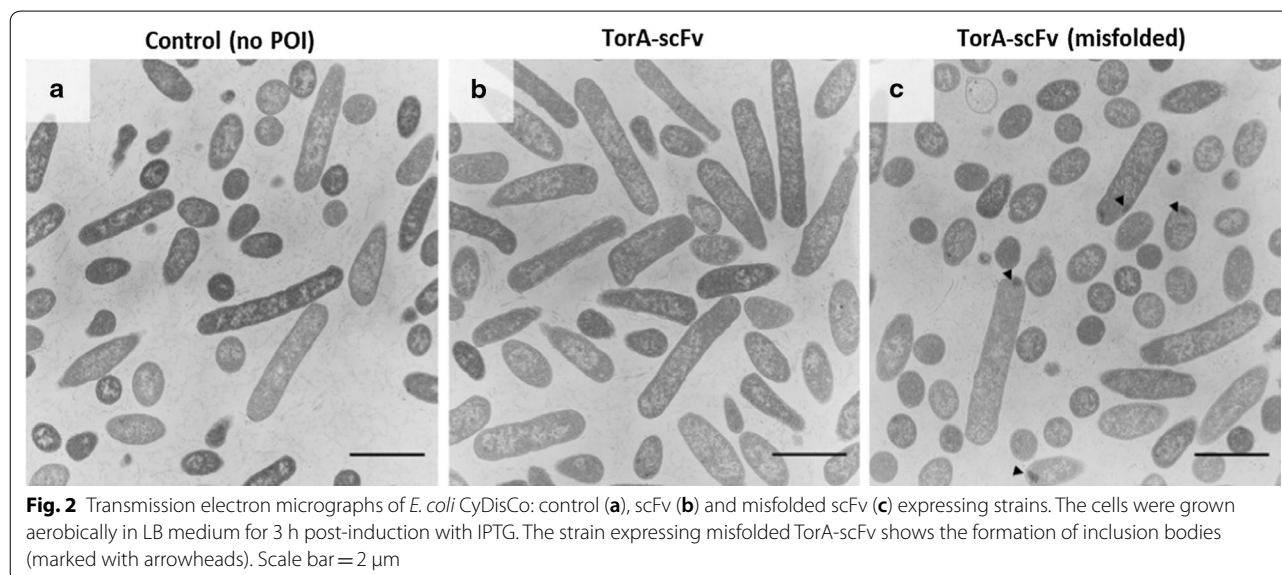 Control (no POI)
TorA-scFv
TorA-scFv (misfolded)
a
b
c
Fig. 2 Transmission electron micrographs of E. coli CyDisCo: control (a), scFv (b) and misfolded scFv (c) expressing strains. The cells were grown
aerobically in LB medium for 3 h post-induction with IPTG. The strain expressing misfolded TorA-scFv shows the formation of inclusion bodies
(marked with arrowheads). Scale bar = 2 μm